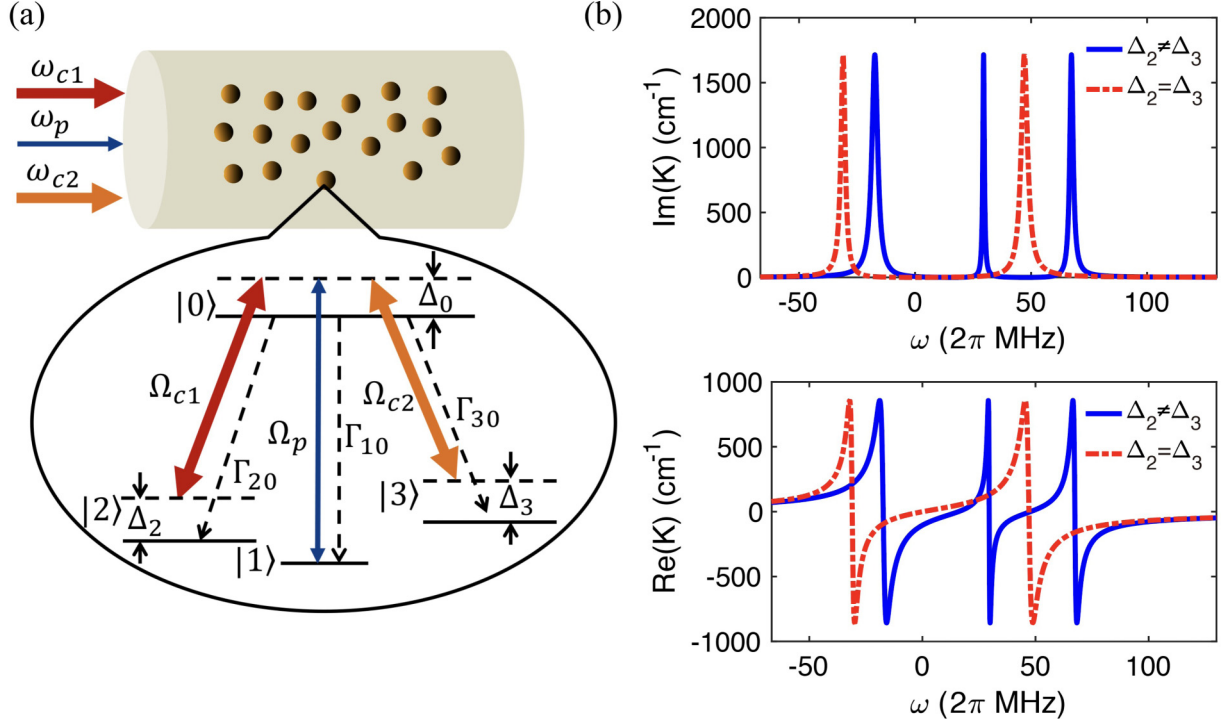 (a)
ω_c1
ω_p
ω_c2
|0⟩
Δ_0
Ω_c1
Ω_p
Ω_c2
Γ_20
Γ_10
Γ_30
|2⟩
Δ_2
|3⟩
Δ_3
|1⟩
(b)
Im(K) (cm⁻¹)
2000
1500
1000
500
0
Δ_2≠Δ_3
Δ_2=Δ_3
-50 0 50 100
ω (2π MHz)
Re(K) (cm⁻¹)
1000
500
0
-500
-1000
Δ_2≠Δ_3
Δ_2=Δ_3
-50 0 50 100
ω (2π MHz)